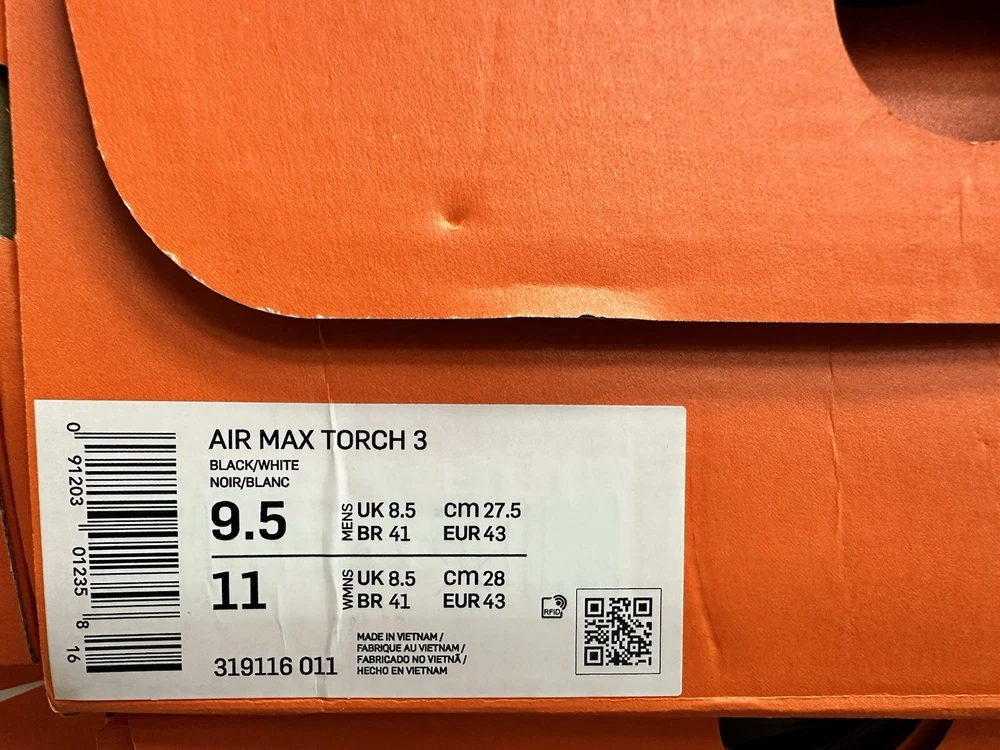 AIR MAX TORCH 3
BLACK/WHITE
NOIR/BLANC
9.5 MENS UK 8.5 cm 27.5
BR 41 EUR 43
11 WMNS UK 8.5 cm 28
BR 41 EUR 43
RFID
MADE IN VIETNAM /
FABRIQUE AU VIETNAM /
FABRICADO NO VIETNÃ /
HECHO EN VIETNAM
319116 011
0 91203 01235 8 16